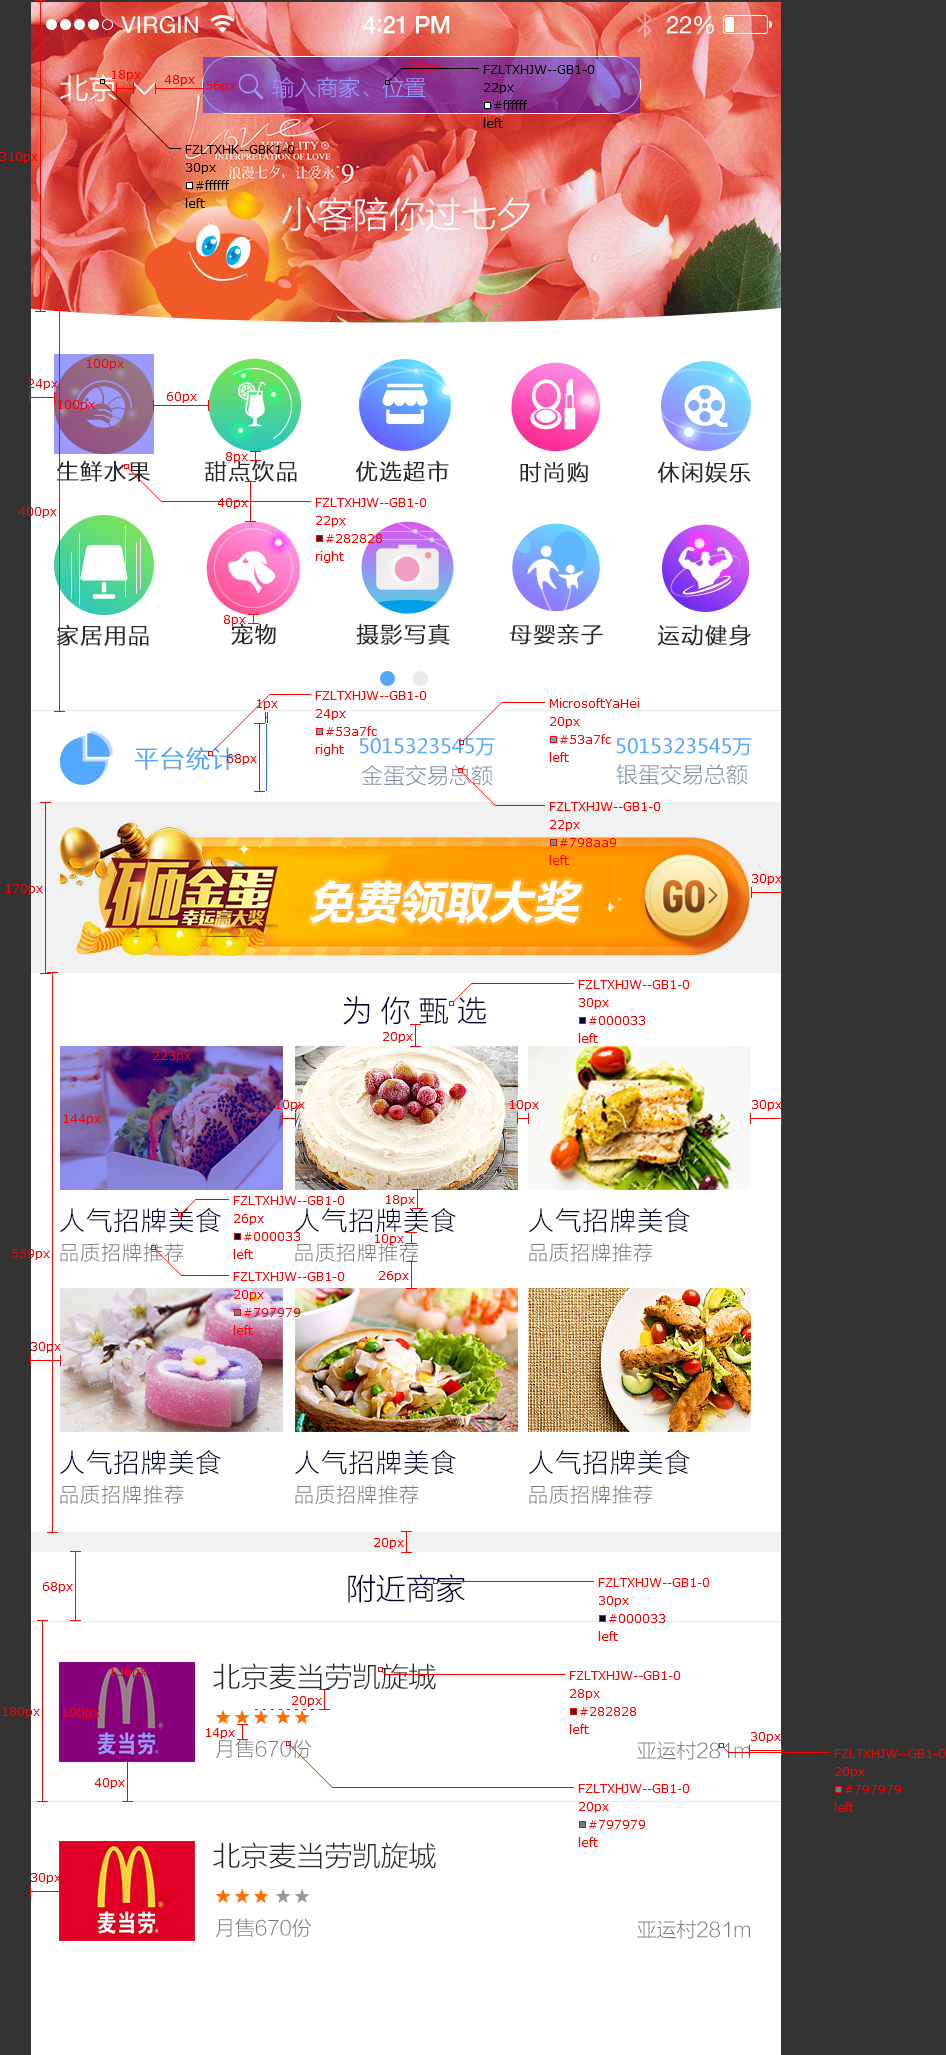 VIRGIN 4:21 PM 22%
北京 18px 48px 56px 输入商家、位置
FZLTXHJW--GB1-0
22px
#ffffff
left
310px
FZLTXHK--GBK1-0
30px
#ffffff
left
Love
VITALITY
INTERPRETATION OF LOVE
浪漫七夕，让爱永"9"
小客陪你过七夕
100px
24px 100px 60px
8px
生鲜水果 甜点饮品 优选超市 时尚购 休闲娱乐
40px
400px
FZLTXHJW--GB1-0
22px
#282828
right
8px
家居用品 宠物 摄影写真 母婴亲子 运动健身
1px
FZLTXHJW--GB1-0
24px
#53a7fc
right
MicrosoftYaHei
20px
#53a7fc
left
平台统计 68px 5015323545万 5015323545万
金蛋交易总额 银蛋交易总额
FZLTXHJW--GB1-0
22px
#798aa9
left
170px 30px
砸金蛋
幸运赢大奖
免费领取大奖 GO
为你甄选
FZLTXHJW--GB1-0
30px
#000033
left
20px
223px
144px 10px 10px 30px
18px
人气招牌美食 人气招牌美食 人气招牌美食
FZLTXHJW--GB1-0
26px
#000033
left
10px
品质招牌推荐 品质招牌推荐 品质招牌推荐
559px
26px
FZLTXHJW--GB1-0
20px
#797979
left
30px
人气招牌美食 人气招牌美食 人气招牌美食
品质招牌推荐 品质招牌推荐 品质招牌推荐
20px
68px 附近商家
FZLTXHJW--GB1-0
30px
#000033
left
180px 100px
麦当劳
北京麦当劳凯旋城
FZLTXHJW--GB1-0
28px
#282828
left
20px
14px
月售670份 亚运村281m
30px
FZLTXHJW--GB1-0
20px
#797979
left
40px
FZLTXHJW--GB1-0
20px
#797979
left
30px
麦当劳
北京麦当劳凯旋城
月售670份 亚运村281m